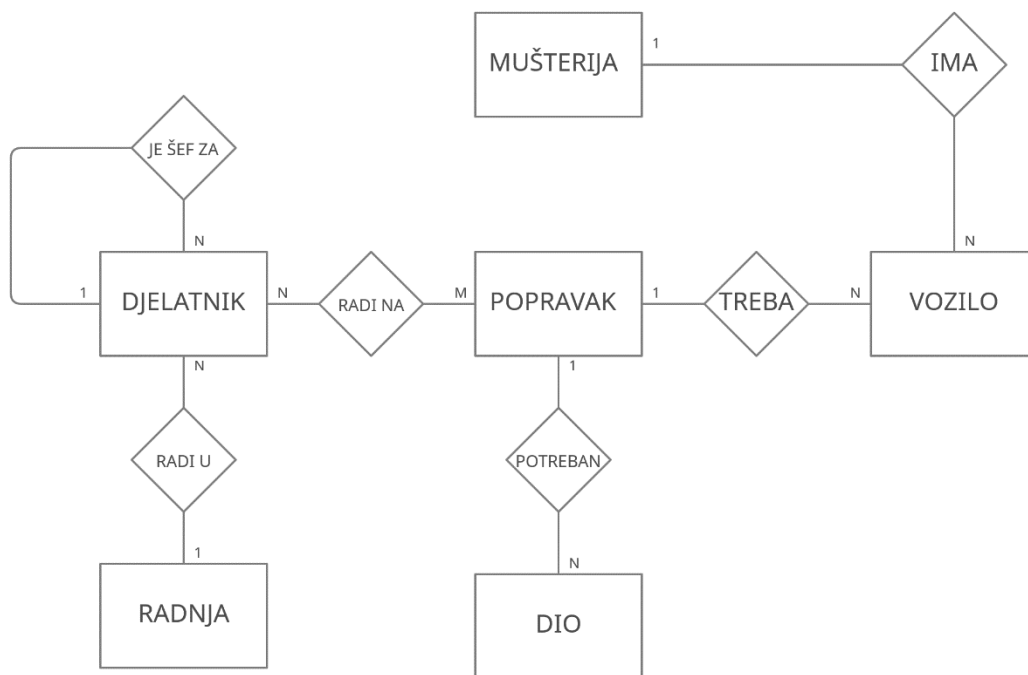 MUŠTERIJA
1
IMA
JE ŠEF ZA
N
N
1
DJELATNIK
N
RADI NA
M
POPRAVAK
1
TREBA
N
VOZILO
N
1
RADI U
POTREBAN
1
N
RADNJA
DIO